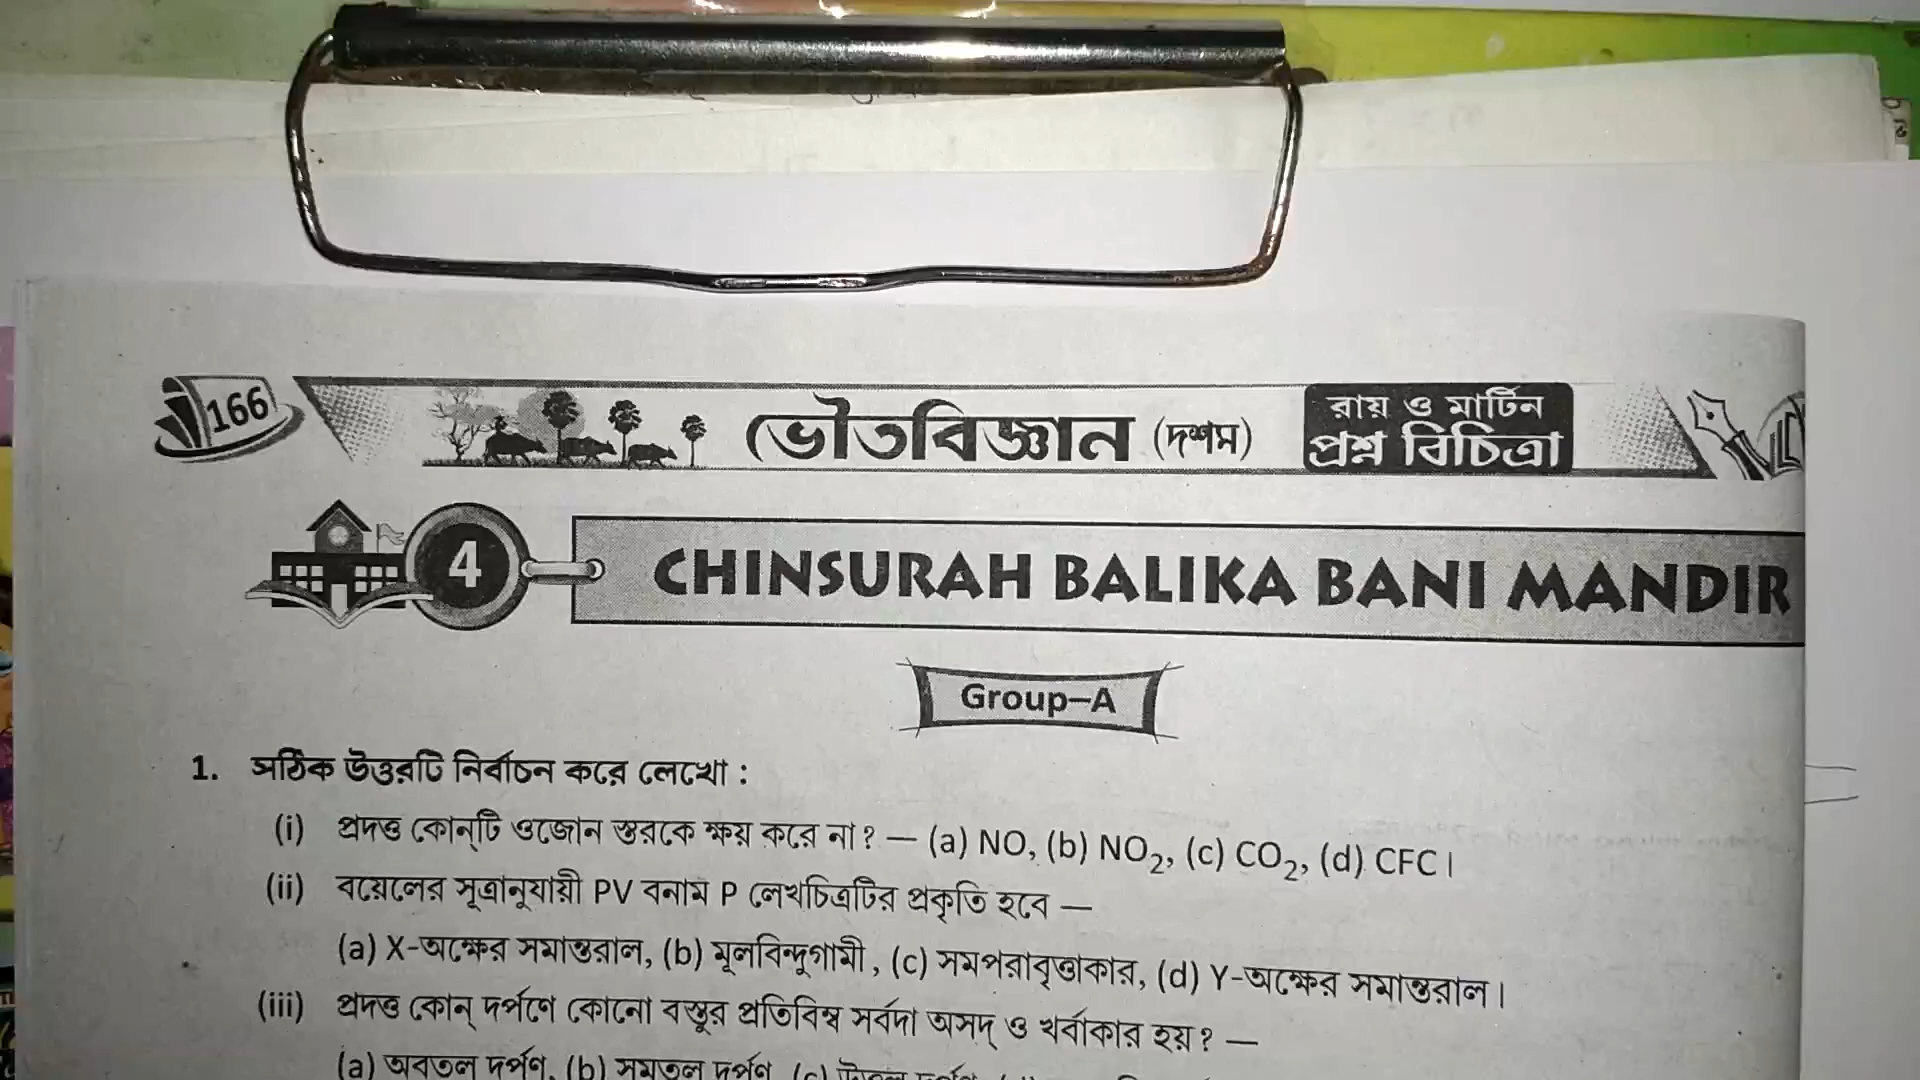 166
ভৌতবিজ্ঞান (দশম)
রায় ও মার্টিন
প্রশ্ন বিচিত্রা
4 CHINSURAH BALIKA BANI MANDIR
Group–A
1. সঠিক উত্তরটি নির্বাচন করে লেখো :
(i) প্রদত্ত কোন্‌টি ওজোন স্তরকে ক্ষয় করে না? — (a) NO, (b) NO₂, (c) CO₂, (d) CFC।
(ii) বয়েলের সূত্রানুযায়ী PV বনাম P লেখচিত্রটির প্রকৃতি হবে —
(a) X-অক্ষের সমান্তরাল, (b) মূলবিন্দুগামী, (c) সমপরাবৃত্তাকার, (d) Y-অক্ষের সমান্তরাল।
(iii) প্রদত্ত কোন্ দর্পণে কোনো বস্তুর প্রতিবিম্ব সর্বদা অসদ্ ও খর্বাকার হয়? —
(a) অবতল দর্পণ, (b) সমতল দর্পণ, (c)